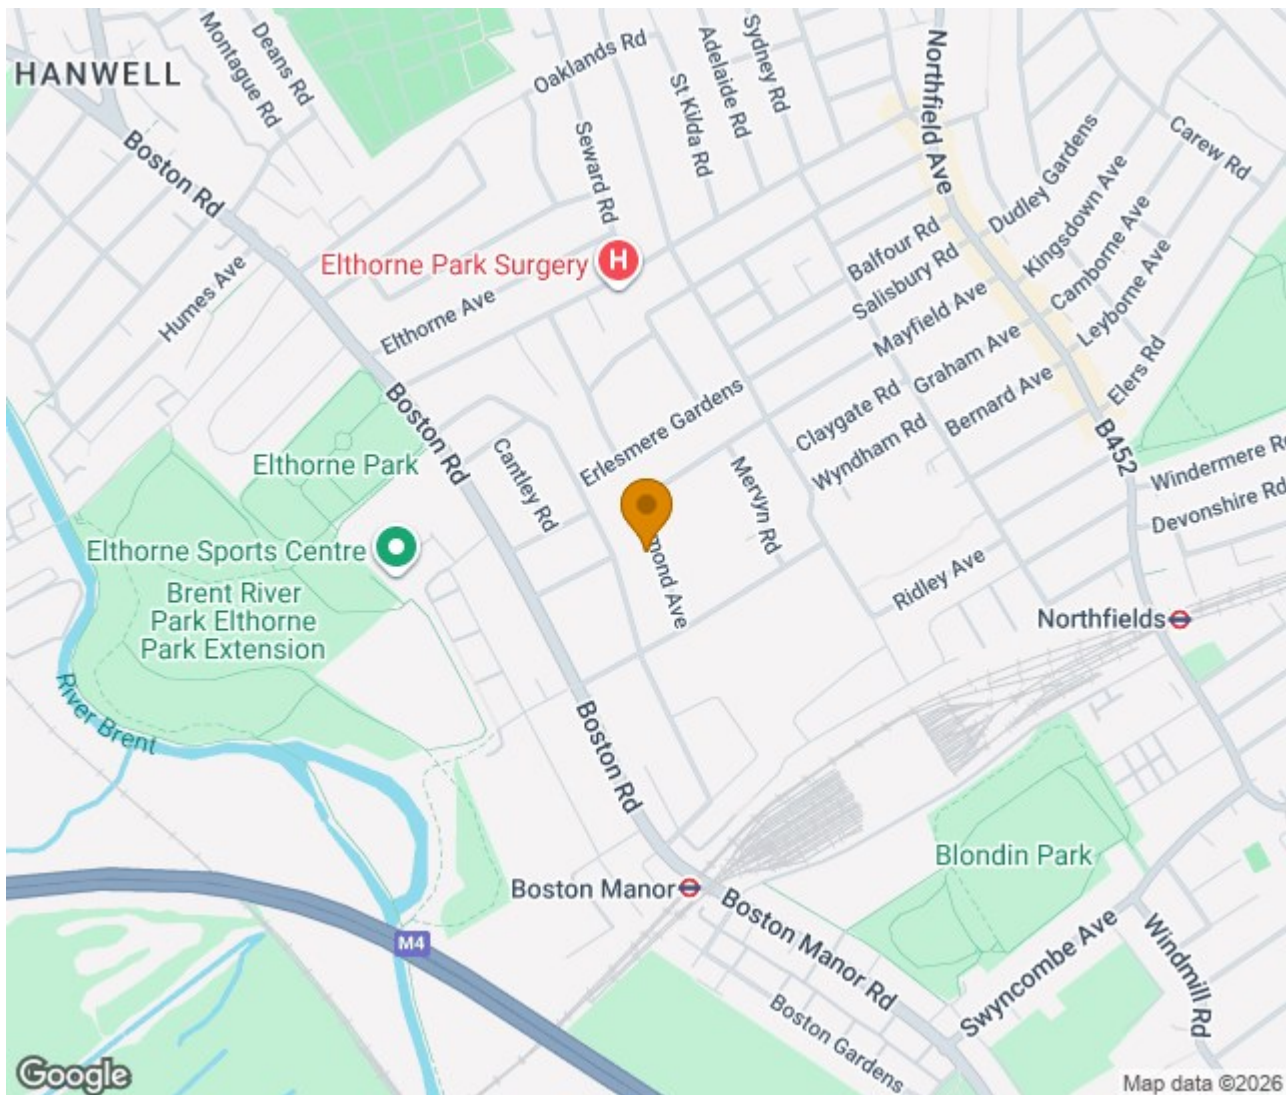 HANWELL
Montague Rd
Deans Rd
Oaklands Rd
Seward Rd
St Kilda Rd
Adelaide Rd
Sydney Rd
Northfield Ave
Carew Rd
Dudley Gardens
Kingsdown Ave
Camborne Ave
Leyborne Ave
Elers Rd
Boston Rd
Humes Ave
Elthorne Park Surgery
H
Elthorne Ave
Balfour Rd
Salisbury Rd
Mayfield Ave
Graham Ave
Bernard Ave
Claygate Rd
Wyndham Rd
Boston Rd
Erlesmere Gardens
Mervyn Rd
Cantley Rd
Elthorne Park
Elthorne Sports Centre
Brent River
Park Elthorne
Park Extension
mond Ave
B452
Windermere Rd
Devonshire Rd
Ridley Ave
Northfields
River Brent
Boston Rd
Blondin Park
Boston Manor
M4
Boston Manor Rd
Swyncombe Ave
Windmill Rd
Boston Gardens
Google
Map data ©2026